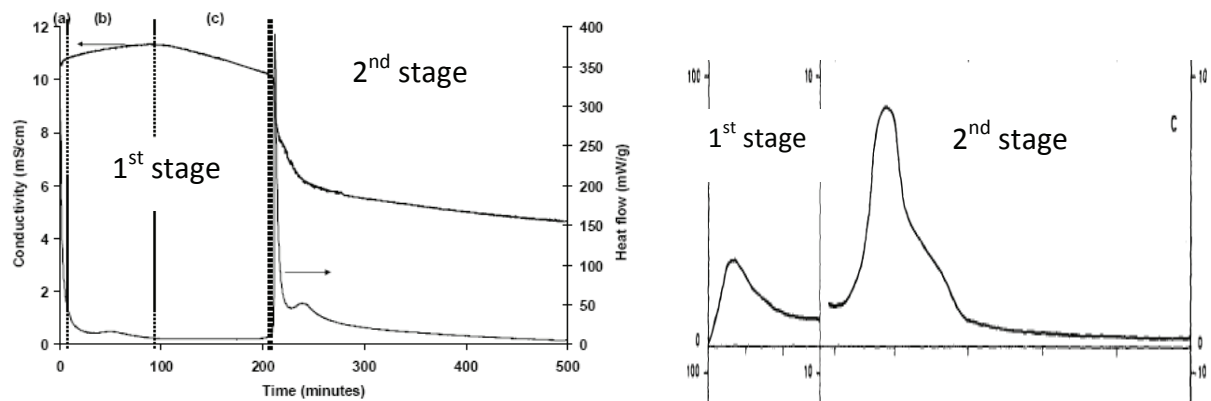 (a) (b) (c)
12 400
10 350
8 300
6 250
4 200
2 150
0 100
50
0
Conductivity (mS/cm)
Heat flow (mW/g)
1st stage
2nd stage
0 100 200 300 400 500
Time (minutes)
100 10 10
1st stage
2nd stage
C
0 0
100 10 10